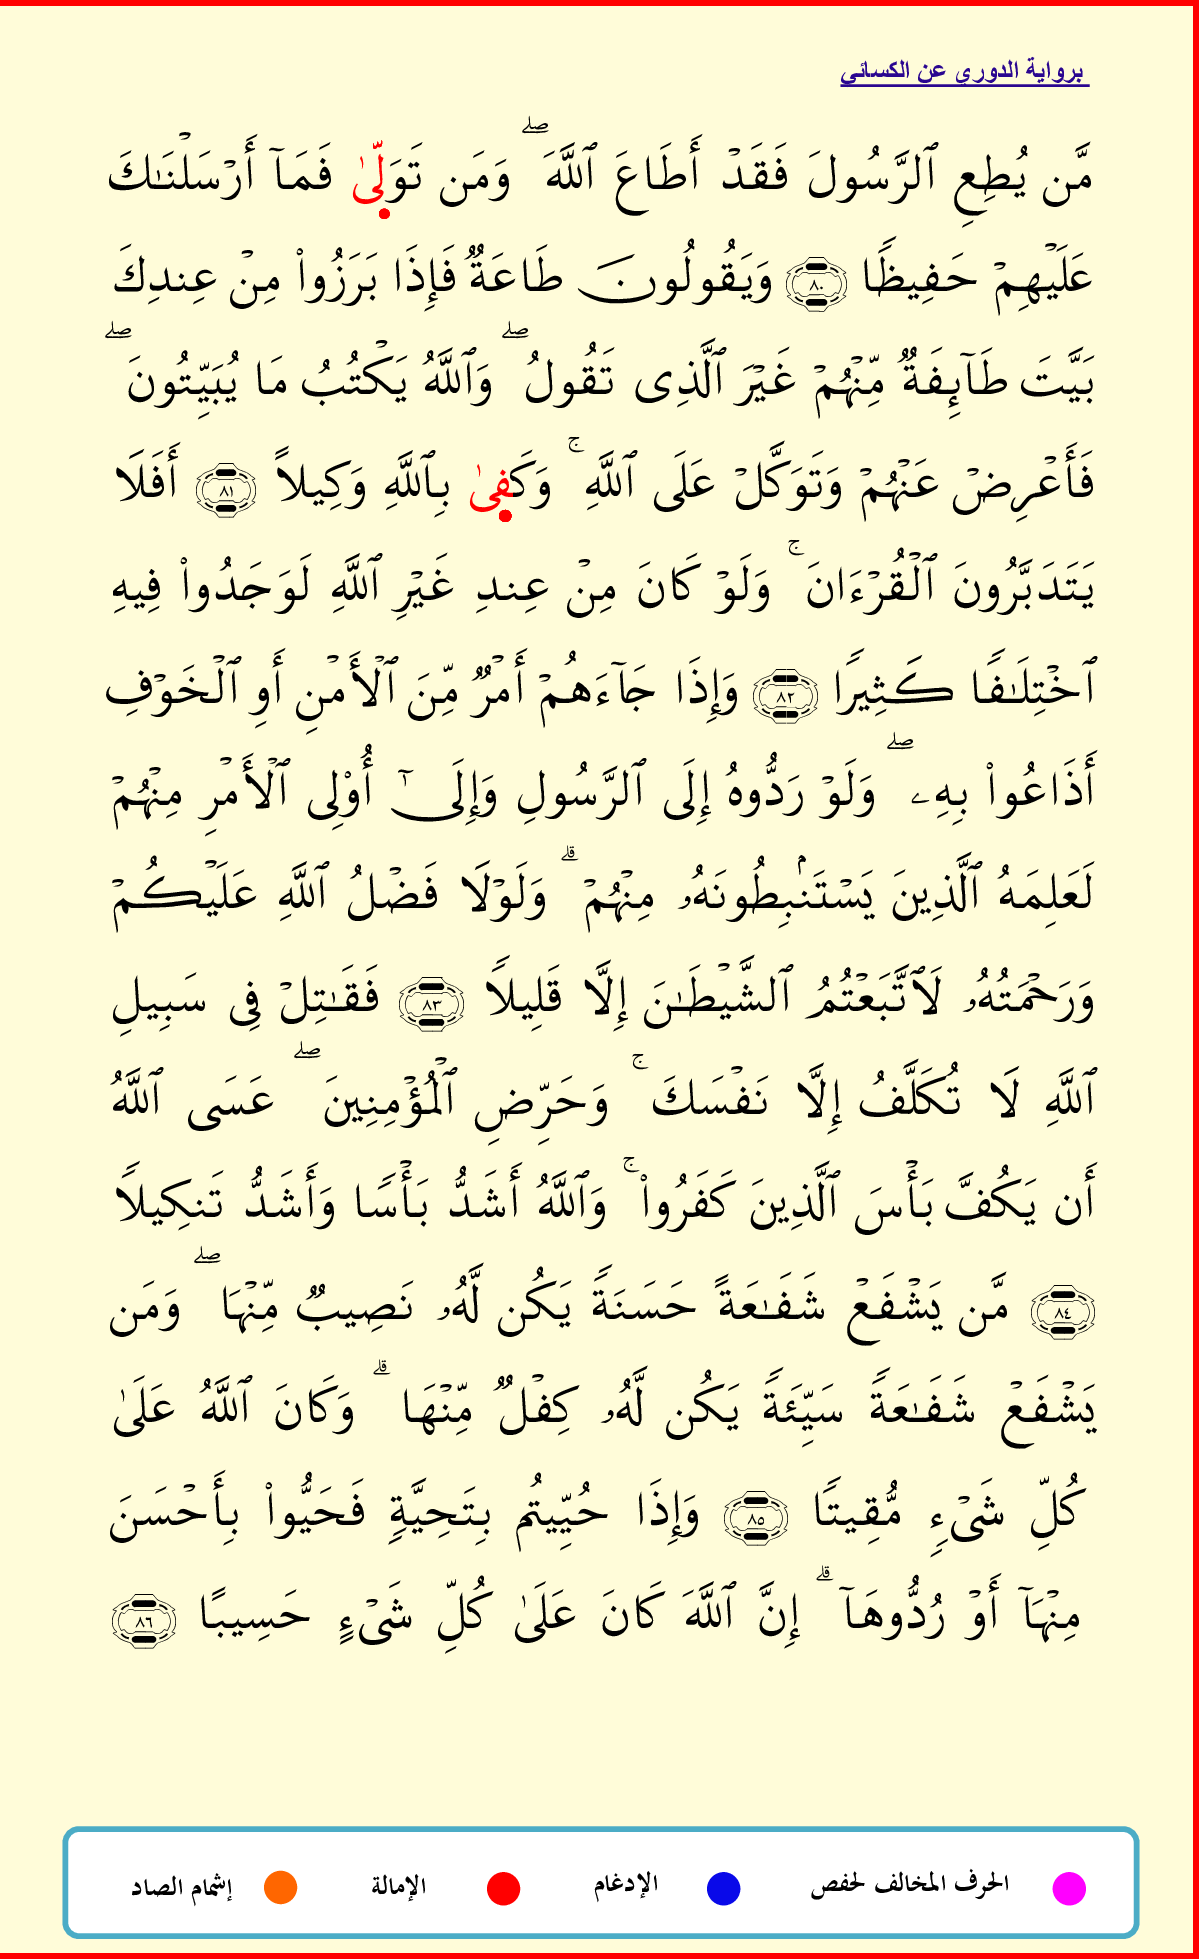 برواية الدوري عن الكسائي
مَّن يُطِعِ ٱلرَّسُولَ فَقَدۡ أَطَاعَ ٱللَّهَۖ وَمَن تَوَلّىٰ فَمَآ أَرۡسَلۡنَٰكَ
عَلَيۡهِمۡ حَفِيظٗا ٨٠ وَيَقُولُونَ طَاعَةٞ فَإِذَا بَرَزُواْ مِنۡ عِندِكَ
بَيَّتَ طَآئِفَةٞ مِّنۡهُمۡ غَيۡرَ ٱلَّذِي تَقُولُۖ وَٱللَّهُ يَكۡتُبُ مَا يُبَيِّتُونَۖ
فَأَعۡرِضۡ عَنۡهُمۡ وَتَوَكَّلۡ عَلَى ٱللَّهِۚ وَكَفِىٰ بِٱللَّهِ وَكِيلاً ٨١ أَفَلَا
يَتَدَبَّرُونَ ٱلۡقُرۡءَانَۚ وَلَوۡ كَانَ مِنۡ عِندِ غَيۡرِ ٱللَّهِ لَوَجَدُواْ فِيهِ
ٱخۡتِلَٰفٗا كَثِيرٗا ٨٢ وَإِذَا جَآءَهُمۡ أَمۡرٞ مِّنَ ٱلۡأَمۡنِ أَوِ ٱلۡخَوۡفِ
أَذَاعُواْ بِهِۦۖ وَلَوۡ رَدُّوهُ إِلَى ٱلرَّسُولِ وَإِلَىٰٓ أُوْلِي ٱلۡأَمۡرِ مِنۡهُمۡ
لَعَلِمَهُ ٱلَّذِينَ يَسۡتَنۢبِطُونَهُۥ مِنۡهُمۡۗ وَلَوۡلَا فَضۡلُ ٱللَّهِ عَلَيۡكُمۡ
وَرَحۡمَتُهُۥ لَٱتَّبَعۡتُمُ ٱلشَّيۡطَٰنَ إِلَّا قَلِيلاً ٨٣ فَقَٰتِلۡ فِي سَبِيلِ
ٱللَّهِ لَا تُكَلَّفُ إِلَّا نَفۡسَكَۚ وَحَرِّضِ ٱلۡمُؤۡمِنِينَۖ عَسَى ٱللَّهُ
أَن يَكُفَّ بَأۡسَ ٱلَّذِينَ كَفَرُواْۚ وَٱللَّهُ أَشَدُّ بَأۡسٗا وَأَشَدُّ تَنكِيلاً
٨٤ مَّن يَشۡفَعۡ شَفَٰعَةً حَسَنَةٗ يَكُن لَّهُۥ نَصِيبٞ مِّنۡهَاۖ وَمَن
يَشۡفَعۡ شَفَٰعَةٗ سَيِّئَةٗ يَكُن لَّهُۥ كِفۡلٞ مِّنۡهَاۗ وَكَانَ ٱللَّهُ عَلَىٰ
كُلِّ شَيۡءٖ مُّقِيتٗا ٨٥ وَإِذَا حُيِّيتُم بِتَحِيَّةٖ فَحَيُّواْ بِأَحۡسَنَ
مِنۡهَآ أَوۡ رُدُّوهَآۗ إِنَّ ٱللَّهَ كَانَ عَلَىٰ كُلِّ شَيۡءٍ حَسِيبًا ٨٦
الحرف المخالف لحفص الإدغام الإمالة إشمام الصاد